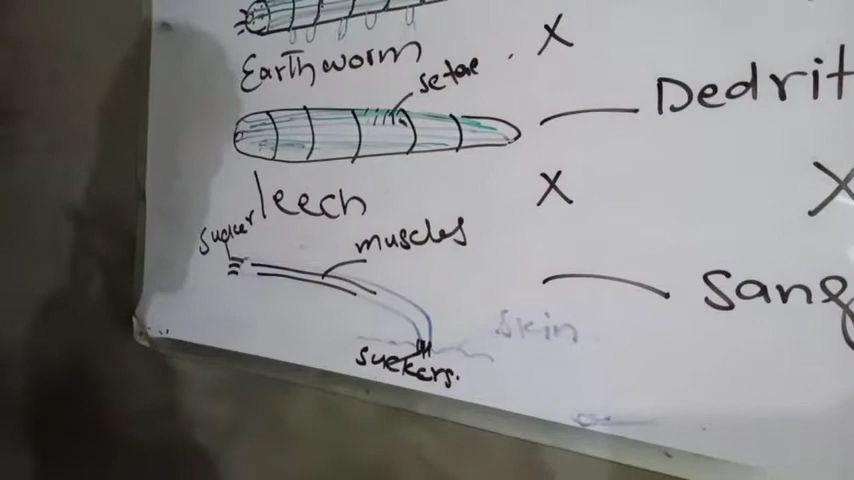 Earthworm
X
setae
Dedrit
leech
X
X
sucker
muscles
Sang
skin
suckers.